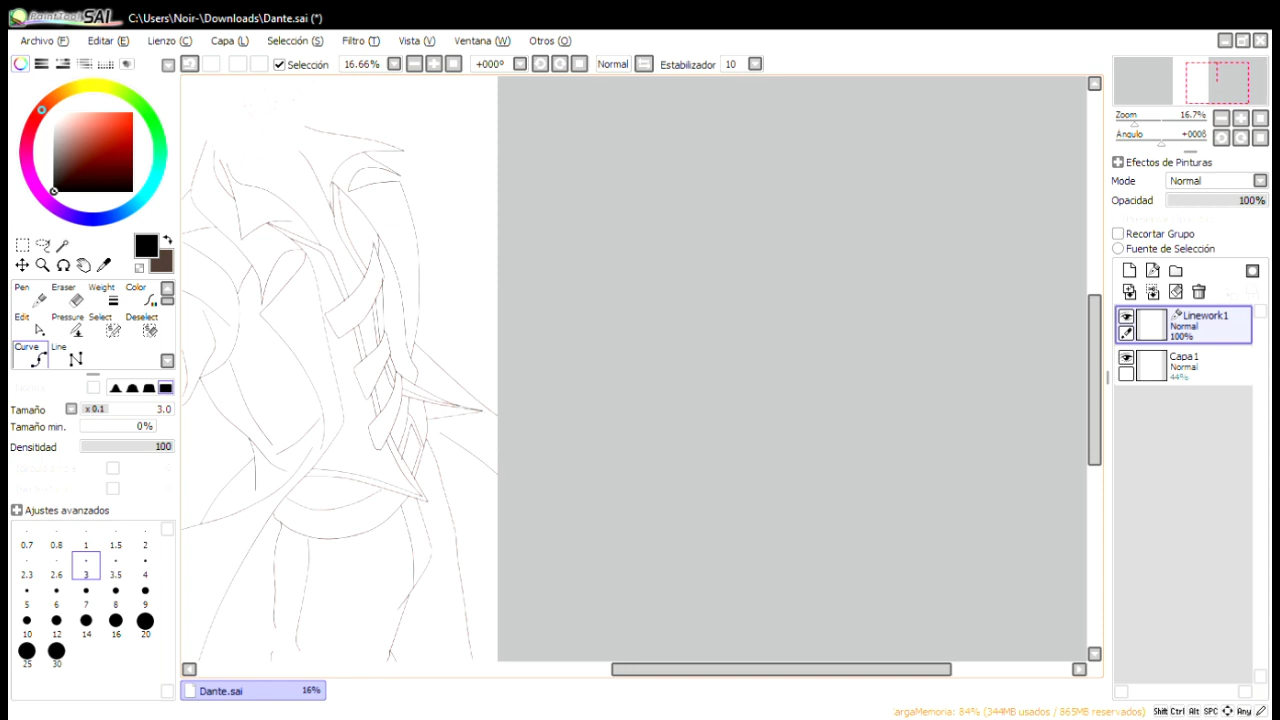 PaintTool SAI C:\Users\Noir-\Downloads\Dante.sai (*)
Archivo (F) Editar (E) Lienzo (C) Capa (L) Selección (S) Filtro (T) Vista (V) Ventana (W) Otros (O)
Selección 16.66% +000º Normal Estabilizador 10
Zoom 16.7%
Ángulo +000§
Efectos de Pinturas
Mode Normal
Opacidad 100%
Recortar Grupo
Fuente de Selección
Linework1
Normal
100%
Capa1
Normal
44%
Pen Eraser Weight Color
Edit Pressure Select Deselect
Curve Line
Tamaño x 0.1 3.0
Tamaño min. 0%
Densitidad 100
Ajustes avanzados
0.7 0.8 1 1.5 2
2.3 2.6 3 3.5 4
5 6 7 8 9
10 12 14 16 20
25 30
Dante.sai 16%
argaMemoria: 84% (344MB usados / 865MB reservados) Shift Ctrl Alt SPC Any